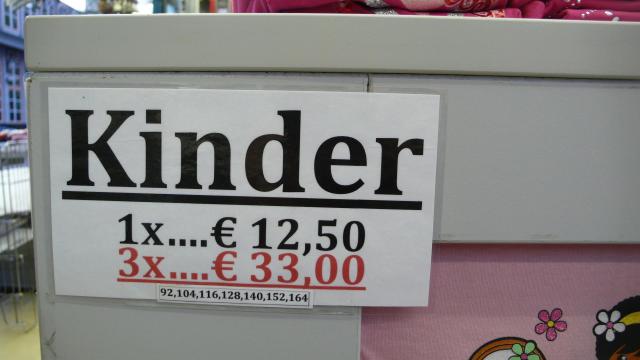 Kinder
1x....€ 12,50
3x....€ 33,00
92,104,116,128,140,152,164